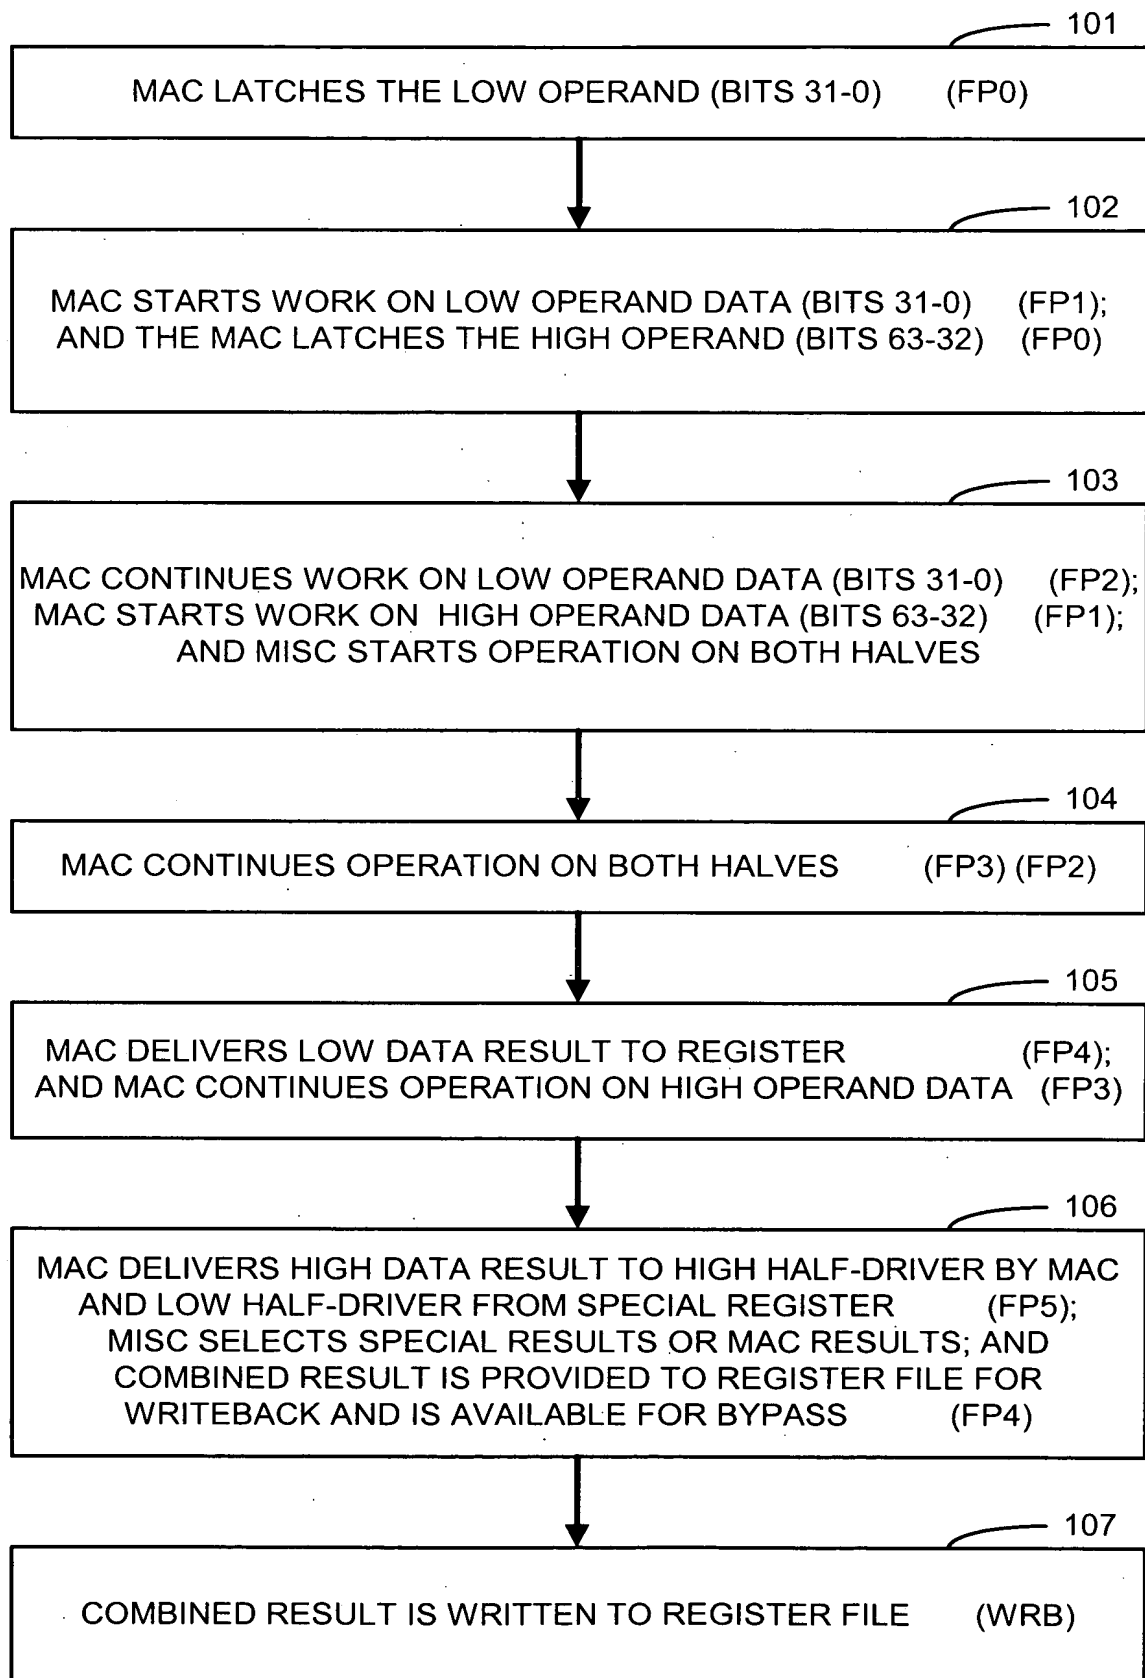 101
MAC LATCHES THE LOW OPERAND (BITS 31-0) (FP0)
102
MAC STARTS WORK ON LOW OPERAND DATA (BITS 31-0) (FP1);
AND THE MAC LATCHES THE HIGH OPERAND (BITS 63-32) (FP0)
103
MAC CONTINUES WORK ON LOW OPERAND DATA (BITS 31-0) (FP2);
MAC STARTS WORK ON HIGH OPERAND DATA (BITS 63-32) (FP1);
AND MISC STARTS OPERATION ON BOTH HALVES
104
MAC CONTINUES OPERATION ON BOTH HALVES (FP3) (FP2)
105
MAC DELIVERS LOW DATA RESULT TO REGISTER (FP4);
AND MAC CONTINUES OPERATION ON HIGH OPERAND DATA (FP3)
106
MAC DELIVERS HIGH DATA RESULT TO HIGH HALF-DRIVER BY MAC
AND LOW HALF-DRIVER FROM SPECIAL REGISTER (FP5);
MISC SELECTS SPECIAL RESULTS OR MAC RESULTS; AND
COMBINED RESULT IS PROVIDED TO REGISTER FILE FOR
WRITEBACK AND IS AVAILABLE FOR BYPASS (FP4)
107
COMBINED RESULT IS WRITTEN TO REGISTER FILE (WRB)